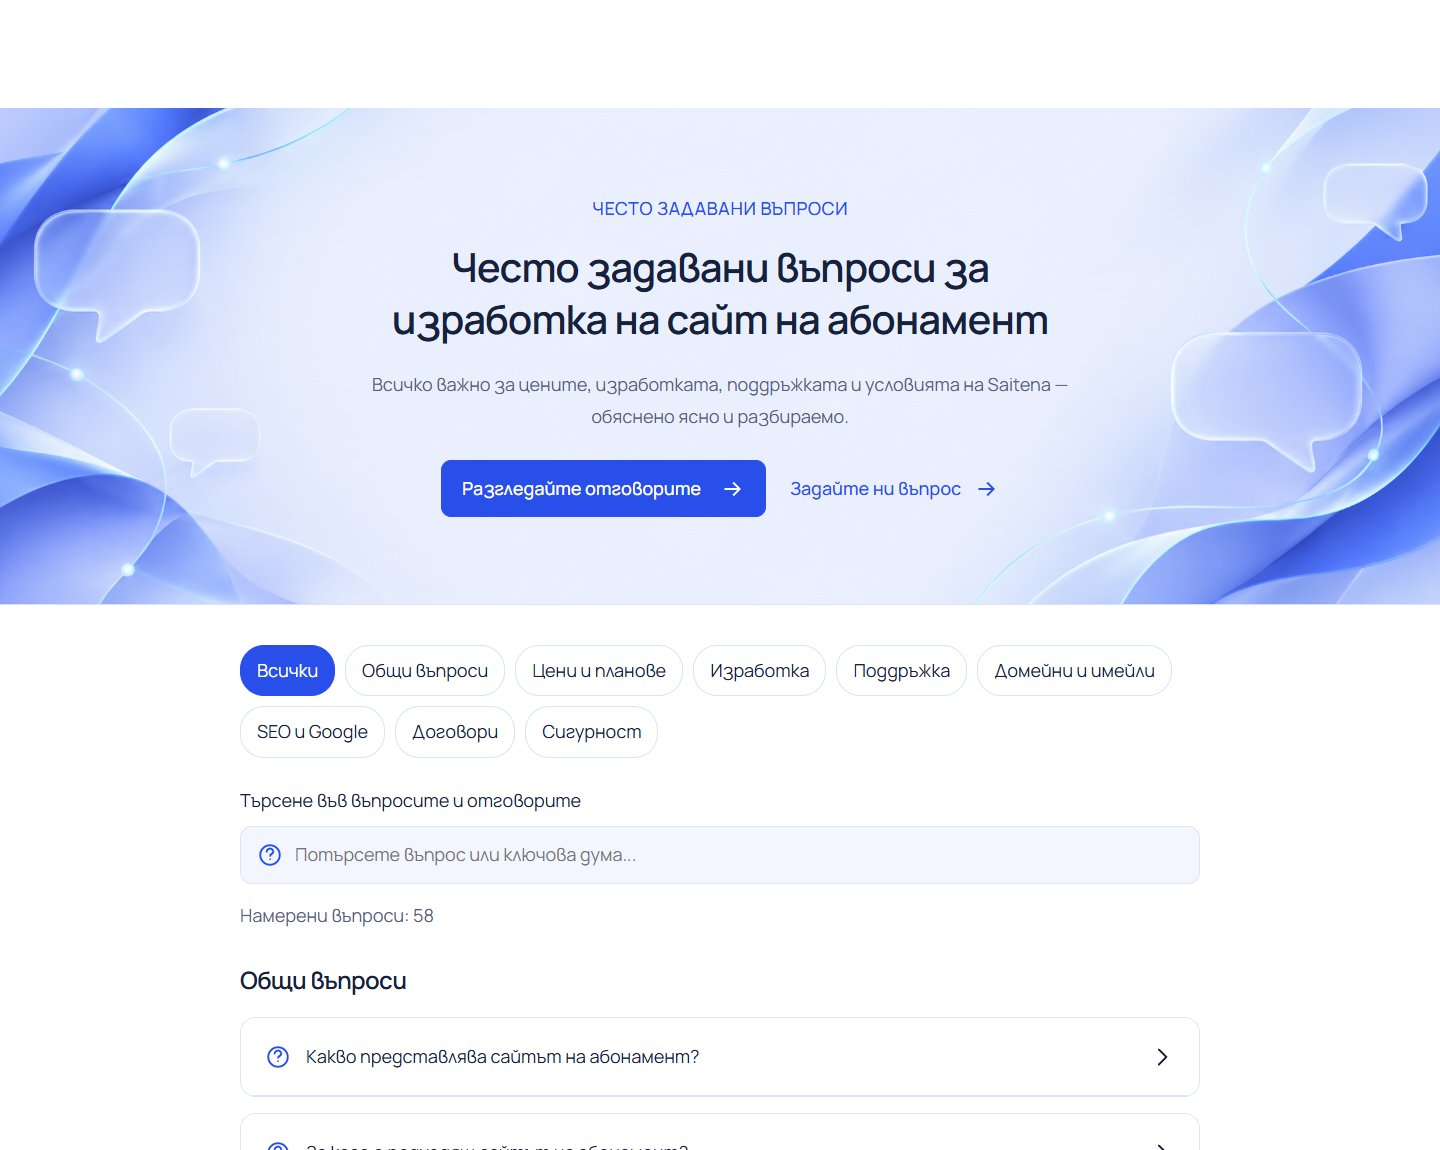 ЧЕСТО ЗАДАВАНИ ВЪПРОСИ
Често задавани въпроси за
изработка на сайт на абонамент
Всичко важно за цените, изработката, поддръжката и условията на Saitena —
обяснено ясно и разбираемо.
Разгледайте отговорите
Задайте ни въпрос
Всички
Общи въпроси
Цени и планове
Изработка
Поддръжка
Домейни и имейли
SEO и Google
Договори
Сигурност
Търсене във въпросите и отговорите
Потърсете въпрос или ключова дума...
Намерени въпроси: 58
Общи въпроси
Какво представлява сайтът на абонамент?